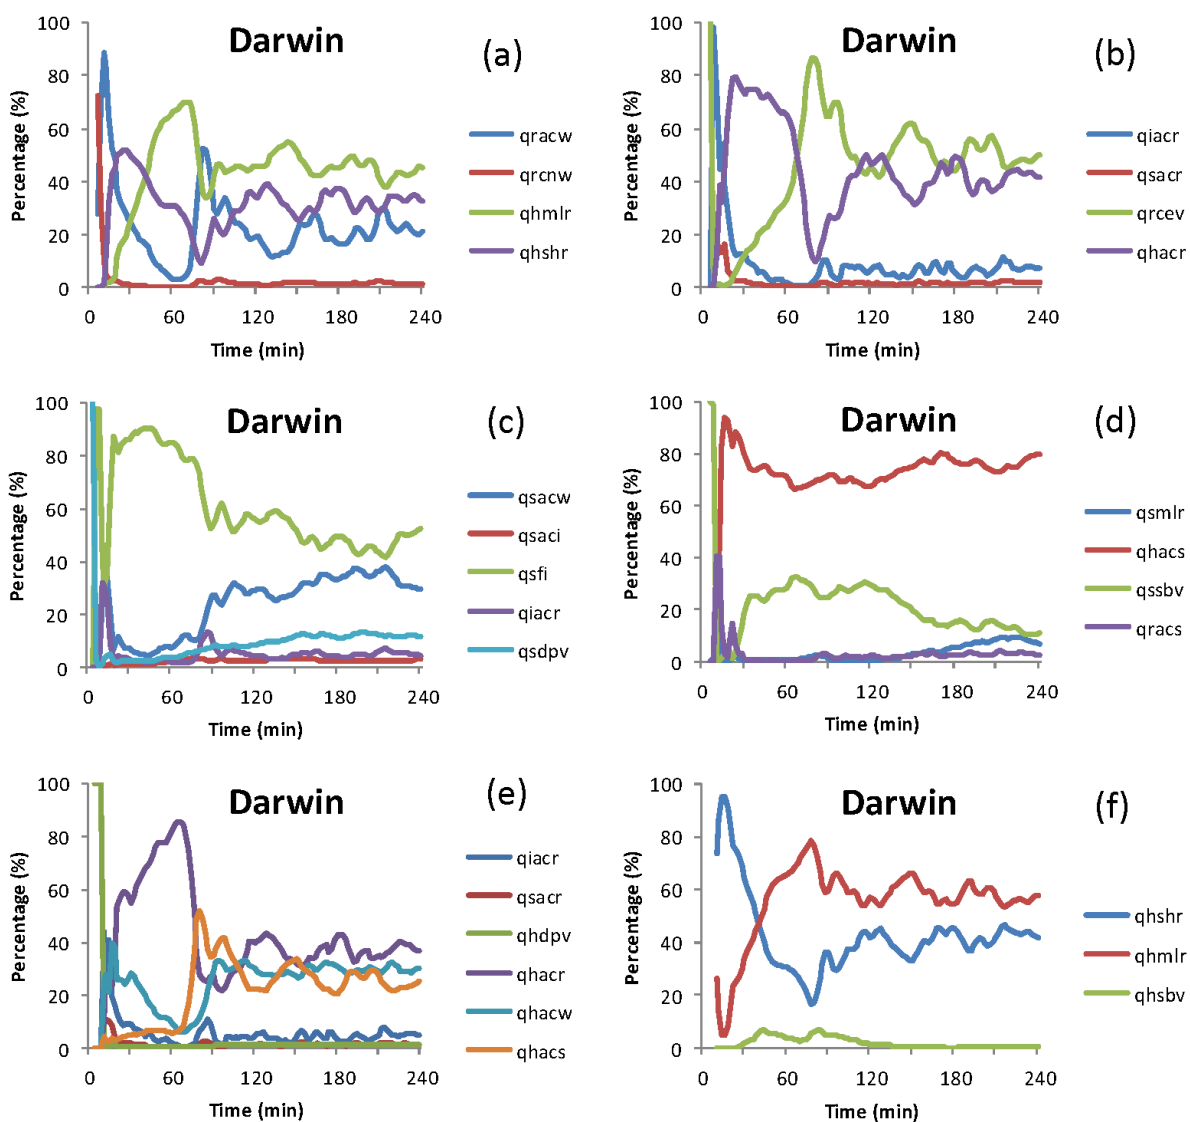 Darwin
(a)
Percentage (%)
100
80
60
40
20
0
0 60 120 180 240
Time (min)
qracw
qrcnw
qhmlr
qhshr
Darwin
(b)
Percentage (%)
100
80
60
40
20
0
0 60 120 180 240
Time (min)
qiacr
qsacr
qrcev
qhacr
Darwin
(c)
Percentage (%)
100
80
60
40
20
0
0 60 120 180 240
Time (min)
qsacw
qsaci
qsfi
qiacr
qsdpv
Darwin
(d)
Percentage (%)
100
80
60
40
20
0
0 60 120 180 240
Time (min)
qsmlr
qhacs
qssbv
qracs
Darwin
(e)
Percentage (%)
100
80
60
40
20
0
0 60 120 180 240
Time (min)
qiacr
qsacr
qhdpv
qhacr
qhacw
qhacs
Darwin
(f)
Percentage (%)
100
80
60
40
20
0
0 60 120 180 240
Time (min)
qhshr
qhmlr
qhsbv